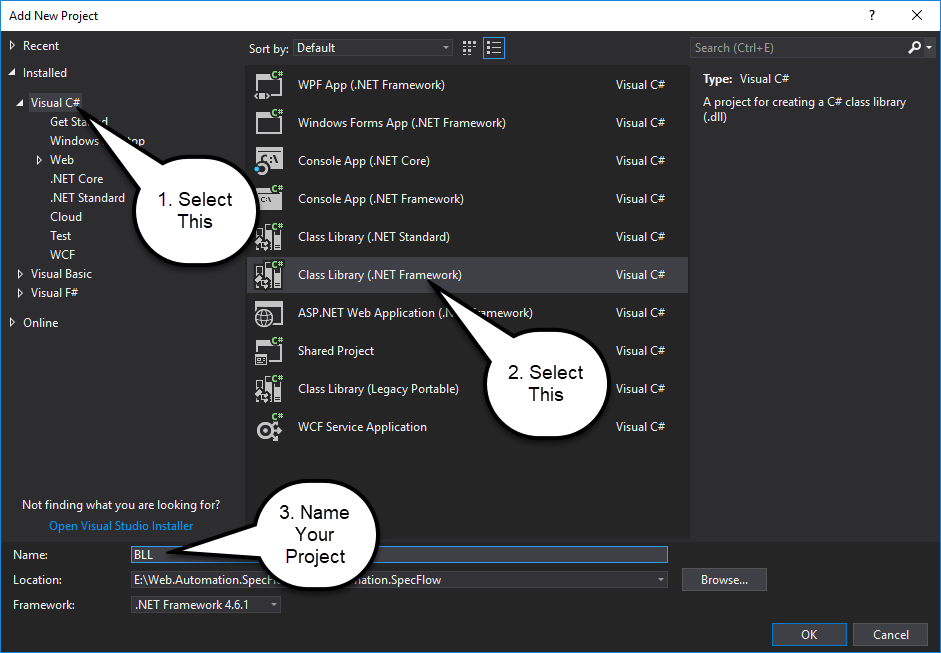 Add New Project
?
Recent
Installed
Visual C#
Get Sta
Windows top
Web
.NET Core
.NET Standard
Cloud
Test
WCF
Visual Basic
Visual F#
Online
Not finding what you are looking for?
Open Visual Studio Installer
Sort by: Default
WPF App (.NET Framework) Visual C#
Windows Forms App (.NET Framework) Visual C#
Console App (.NET Core) Visual C#
Console App (.NET Framework) Visual C#
Class Library (.NET Standard) Visual C#
Class Library (.NET Framework) Visual C#
ASP.NET Web Application (. amework) Visual C#
Shared Project Visual C#
Class Library (Legacy Portable) Visual C#
WCF Service Application Visual C#
Search (Ctrl+E)
Type: Visual C#
A project for creating a C# class library
(.dll)
1. Select
This
2. Select
This
3. Name
Your
Project
Name: BLL
Location: E:\Web.Automation.SpecF mation.SpecFlow
Browse...
Framework: .NET Framework 4.6.1
OK
Cancel